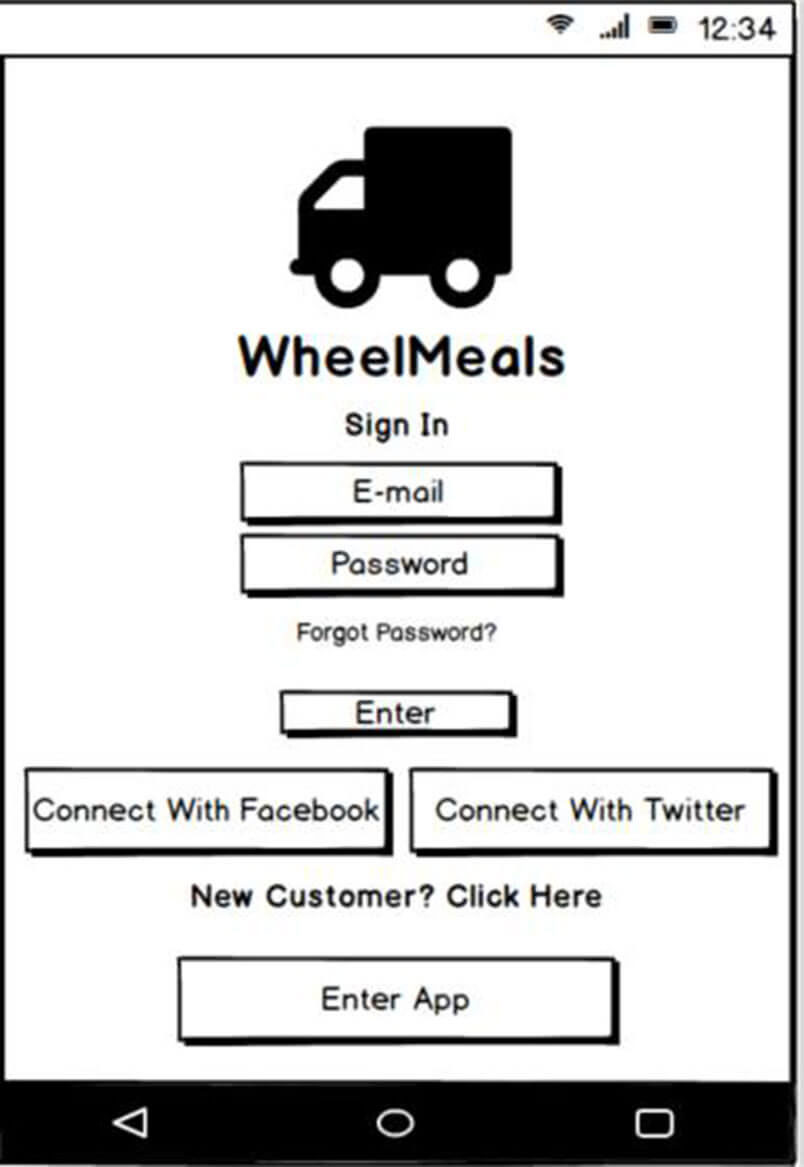 12:34
WheelMeals
Sign In
E-mail
Password
Forgot Password?
Enter
Connect With Facebook
Connect With Twitter
New Customer? Click Here
Enter App